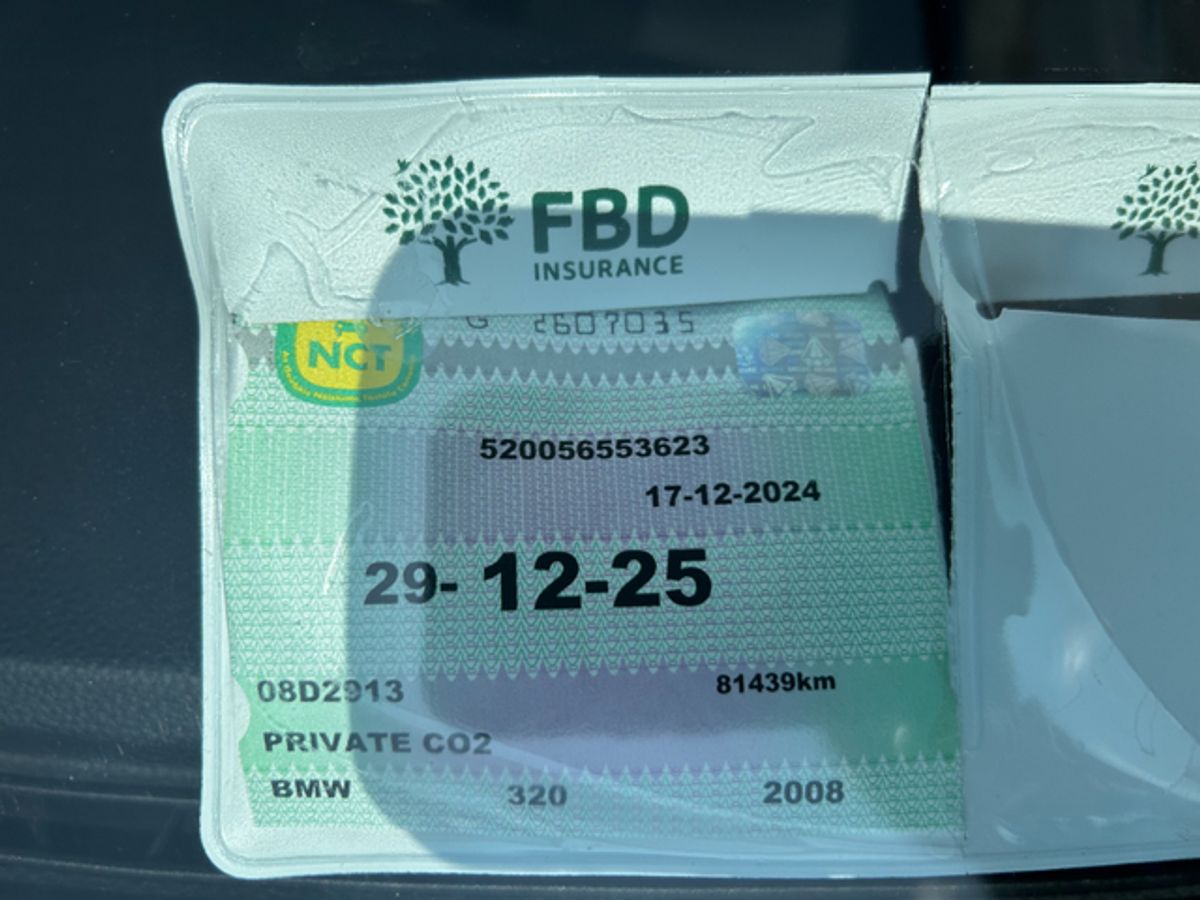 FBD
INSURANCE
G 2607035
NCT
520056553623
17-12-2024
29- 12-25
08D2913
81439km
PRIVATE CO2
BMW 320 2008